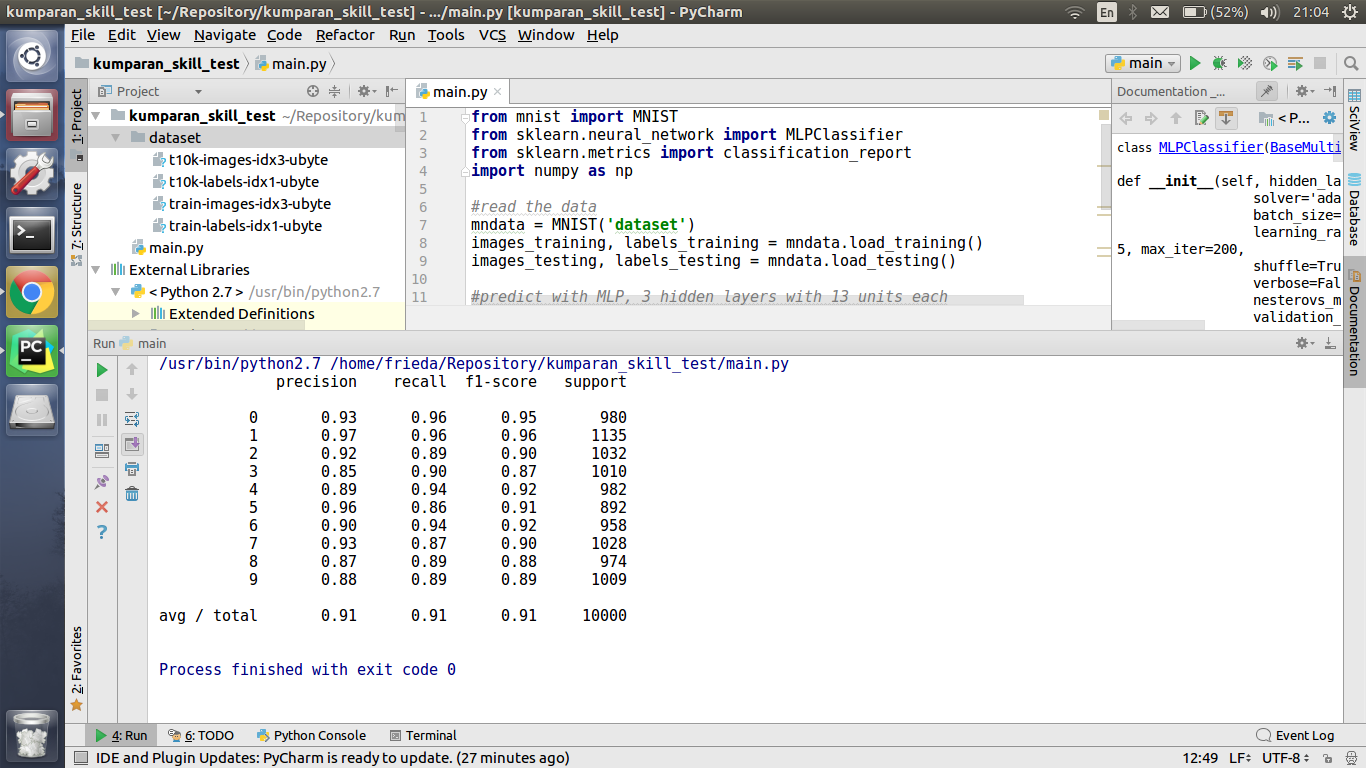 kumparan_skill_test [~/Repository/kumparan_skill_test] - .../main.py [kumparan_skill_test] - PyCharm
En (52%) 21:04
File Edit View Navigate Code Refactor Run Tools VCS Window Help
kumparan_skill_test main.py main
1: Project
7: Structure
2: Favorites
Project
kumparan_skill_test ~/Repository/kum
dataset
t10k-images-idx3-ubyte
t10k-labels-idx1-ubyte
train-images-idx3-ubyte
train-labels-idx1-ubyte
main.py
External Libraries
< Python 2.7 > /usr/bin/python2.7
Extended Definitions
main.py
1 from mnist import MNIST
2 from sklearn.neural_network import MLPClassifier
3 from sklearn.metrics import classification_report
4 import numpy as np
5
6 #read the data
7 mndata = MNIST('dataset')
8 images_training, labels_training = mndata.load_training()
9 images_testing, labels_testing = mndata.load_testing()
10
11 #predict with MLP, 3 hidden layers with 13 units each
Documentation _...
< P...
class MLPClassifier(BaseMulti
def __init__(self, hidden_la
solver='ada
batch_size=
learning_ra
5, max_iter=200,
shuffle=Tru
verbose=Fal
nesterovs_m
validation_
SciView
Database
Documentation
Run main
/usr/bin/python2.7 /home/frieda/Repository/kumparan_skill_test/main.py
precision recall f1-score support
0 0.93 0.96 0.95 980
1 0.97 0.96 0.96 1135
2 0.92 0.89 0.90 1032
3 0.85 0.90 0.87 1010
4 0.89 0.94 0.92 982
5 0.96 0.86 0.91 892
6 0.90 0.94 0.92 958
7 0.93 0.87 0.90 1028
8 0.87 0.89 0.88 974
9 0.88 0.89 0.89 1009
avg / total 0.91 0.91 0.91 10000
Process finished with exit code 0
PC
4: Run 6: TODO Python Console Terminal Event Log
IDE and Plugin Updates: PyCharm is ready to update. (27 minutes ago) 12:49 LF UTF-8